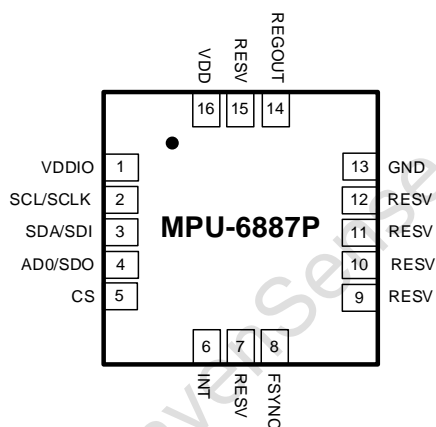 VDD
RESV
REGOUT
16 15 14
VDDIO 1
SCL/SCLK 2
SDA/SDI 3
AD0/SDO 4
CS 5
MPU-6887P
13 GND
12 RESV
11 RESV
10 RESV
9 RESV
6 7 8
INT
RESV
FSYNC